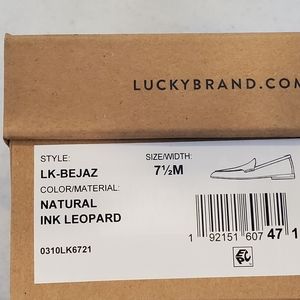 LUCKYBRAND.COM
STYLE: SIZE/WIDTH:
LK-BEJAZ 7½M
COLOR/MATERIAL:
NATURAL
INK LEOPARD
1 92151 607 47 1
0310LK6721